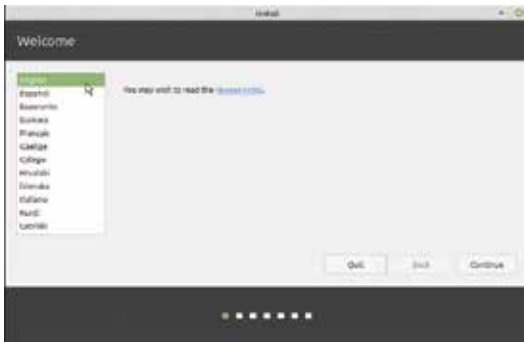 Install
Welcome
English
Español
Esperanto
Euskara
Français
Gaeilge
Galego
Hrvatski
Íslenska
Italiano
Kurdî
Latviski
You may wish to read the release notes.
Quit
Back
Continue